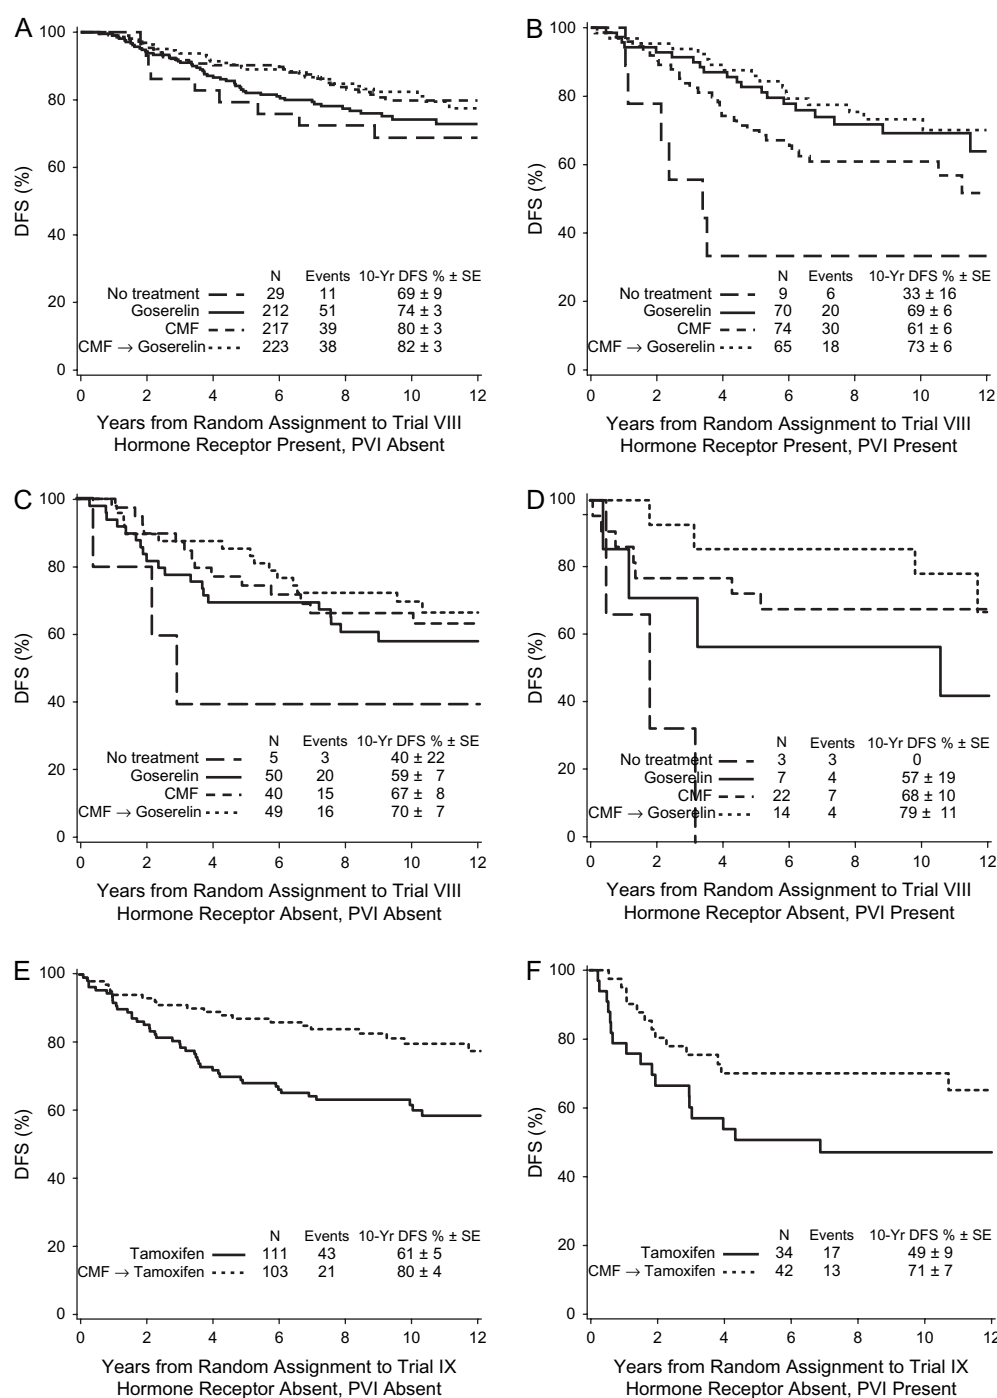 A
100
80
60
40
20
0
DFS (%)
N Events 10-Yr DFS % ± SE
No treatment 29 11 69 ± 9
Goserelin 212 51 74 ± 3
CMF 217 39 80 ± 3
CMF → Goserelin 223 38 82 ± 3
0 2 4 6 8 10 12
Years from Random Assignment to Trial VIII
Hormone Receptor Present, PVI Absent
B
100
80
60
40
20
0
DFS (%)
N Events 10-Yr DFS % ± SE
No treatment 9 6 33 ± 16
Goserelin 70 20 69 ± 6
CMF 74 30 61 ± 6
CMF → Goserelin 65 18 73 ± 6
0 2 4 6 8 10 12
Years from Random Assignment to Trial VIII
Hormone Receptor Present, PVI Present
C
100
80
60
40
20
0
DFS (%)
N Events 10-Yr DFS % ± SE
No treatment 5 3 40 ± 22
Goserelin 50 20 59 ± 7
CMF 40 15 67 ± 8
CMF → Goserelin 49 16 70 ± 7
0 2 4 6 8 10 12
Years from Random Assignment to Trial VIII
Hormone Receptor Absent, PVI Absent
D
100
80
60
40
20
0
DFS (%)
N Events 10-Yr DFS % ± SE
No treatment 3 3 0
Goserelin 7 4 57 ± 19
CMF 22 7 68 ± 10
CMF → Goserelin 14 4 79 ± 11
0 2 4 6 8 10 12
Years from Random Assignment to Trial VIII
Hormone Receptor Absent, PVI Present
E
100
80
60
40
20
0
DFS (%)
N Events 10-Yr DFS % ± SE
Tamoxifen 111 43 61 ± 5
CMF → Tamoxifen 103 21 80 ± 4
0 2 4 6 8 10 12
Years from Random Assignment to Trial IX
Hormone Receptor Absent, PVI Absent
F
100
80
60
40
20
0
DFS (%)
N Events 10-Yr DFS % ± SE
Tamoxifen 34 17 49 ± 9
CMF → Tamoxifen 42 13 71 ± 7
0 2 4 6 8 10 12
Years from Random Assignment to Trial IX
Hormone Receptor Absent, PVI Present